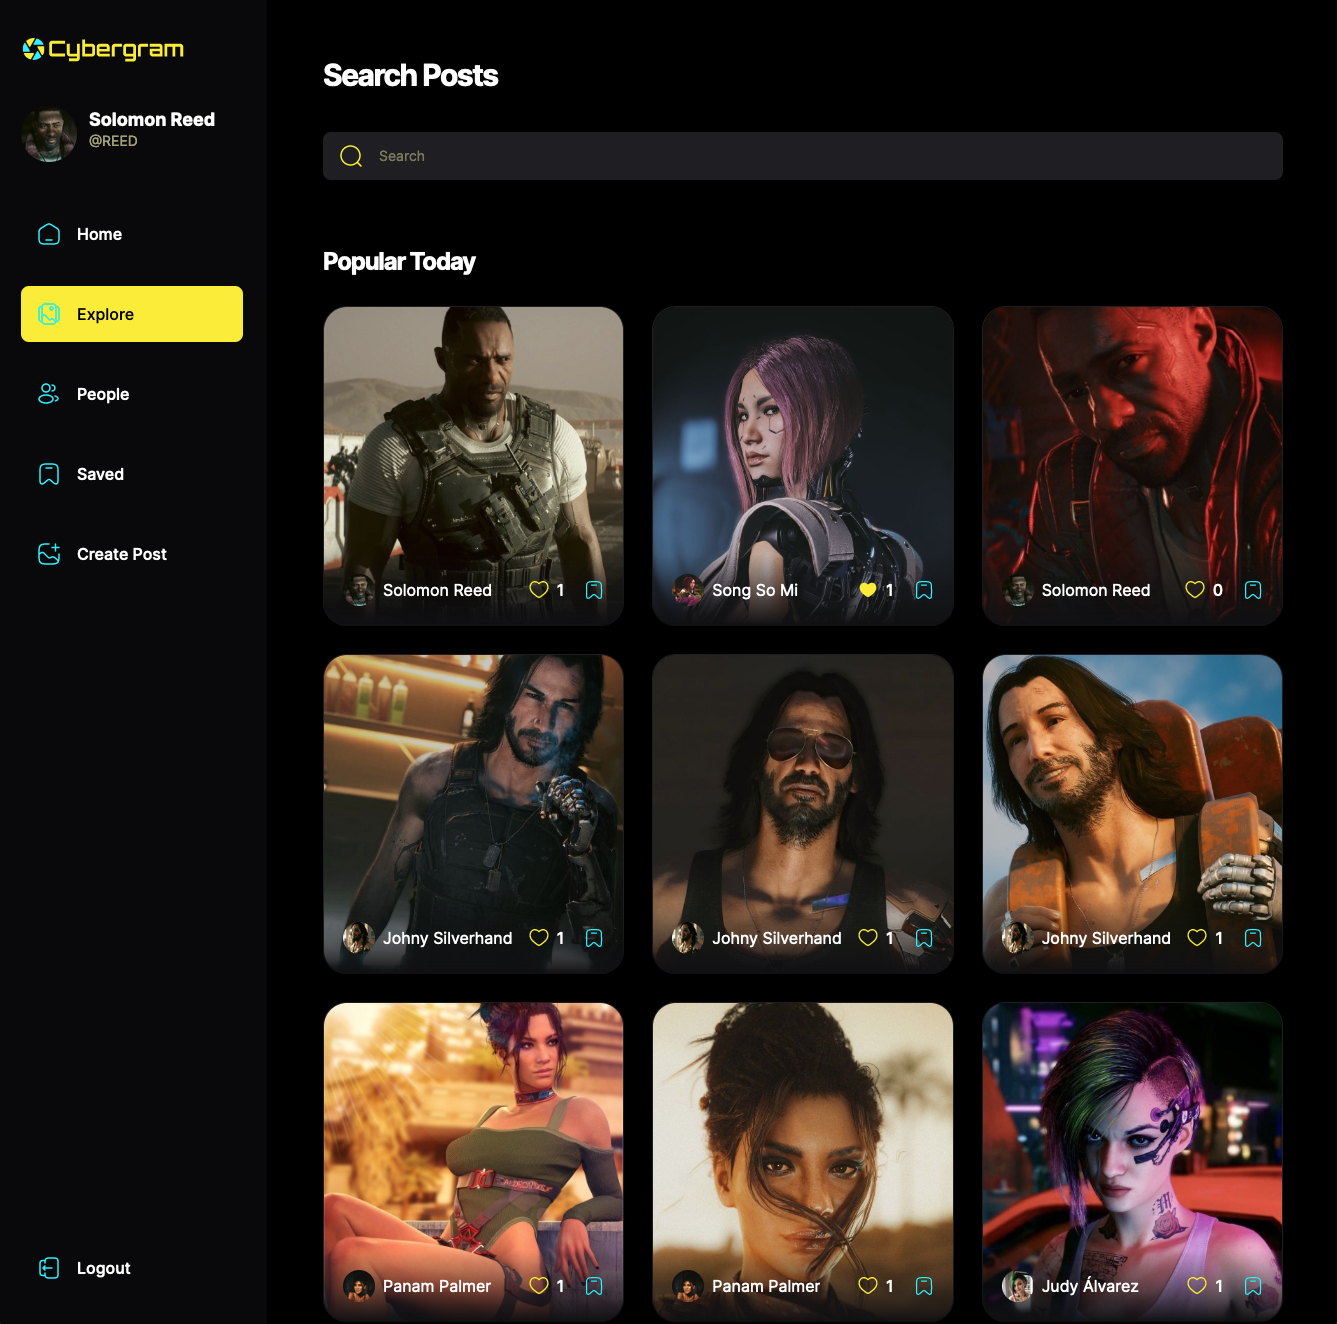 Cybergram
Solomon Reed
@REED
Home
Explore
People
Saved
Create Post
Logout
Search Posts
Search
Popular Today
Solomon Reed 1
Song So Mi 1
Solomon Reed 0
Johny Silverhand 1
Johny Silverhand 1
Johny Silverhand 1
Panam Palmer 1
Panam Palmer 1
Judy Álvarez 1